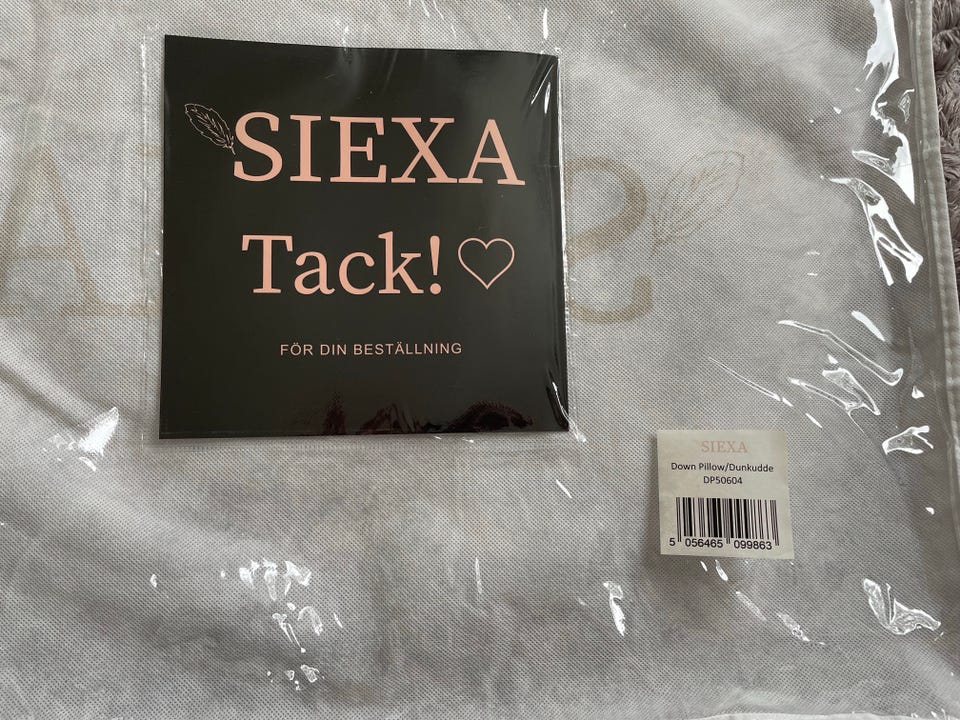 SIEXA
Tack!
FÖR DIN BESTÄLLNING
SIEXA
Down Pillow/Dunkudde
DP50604
5 056465 099863